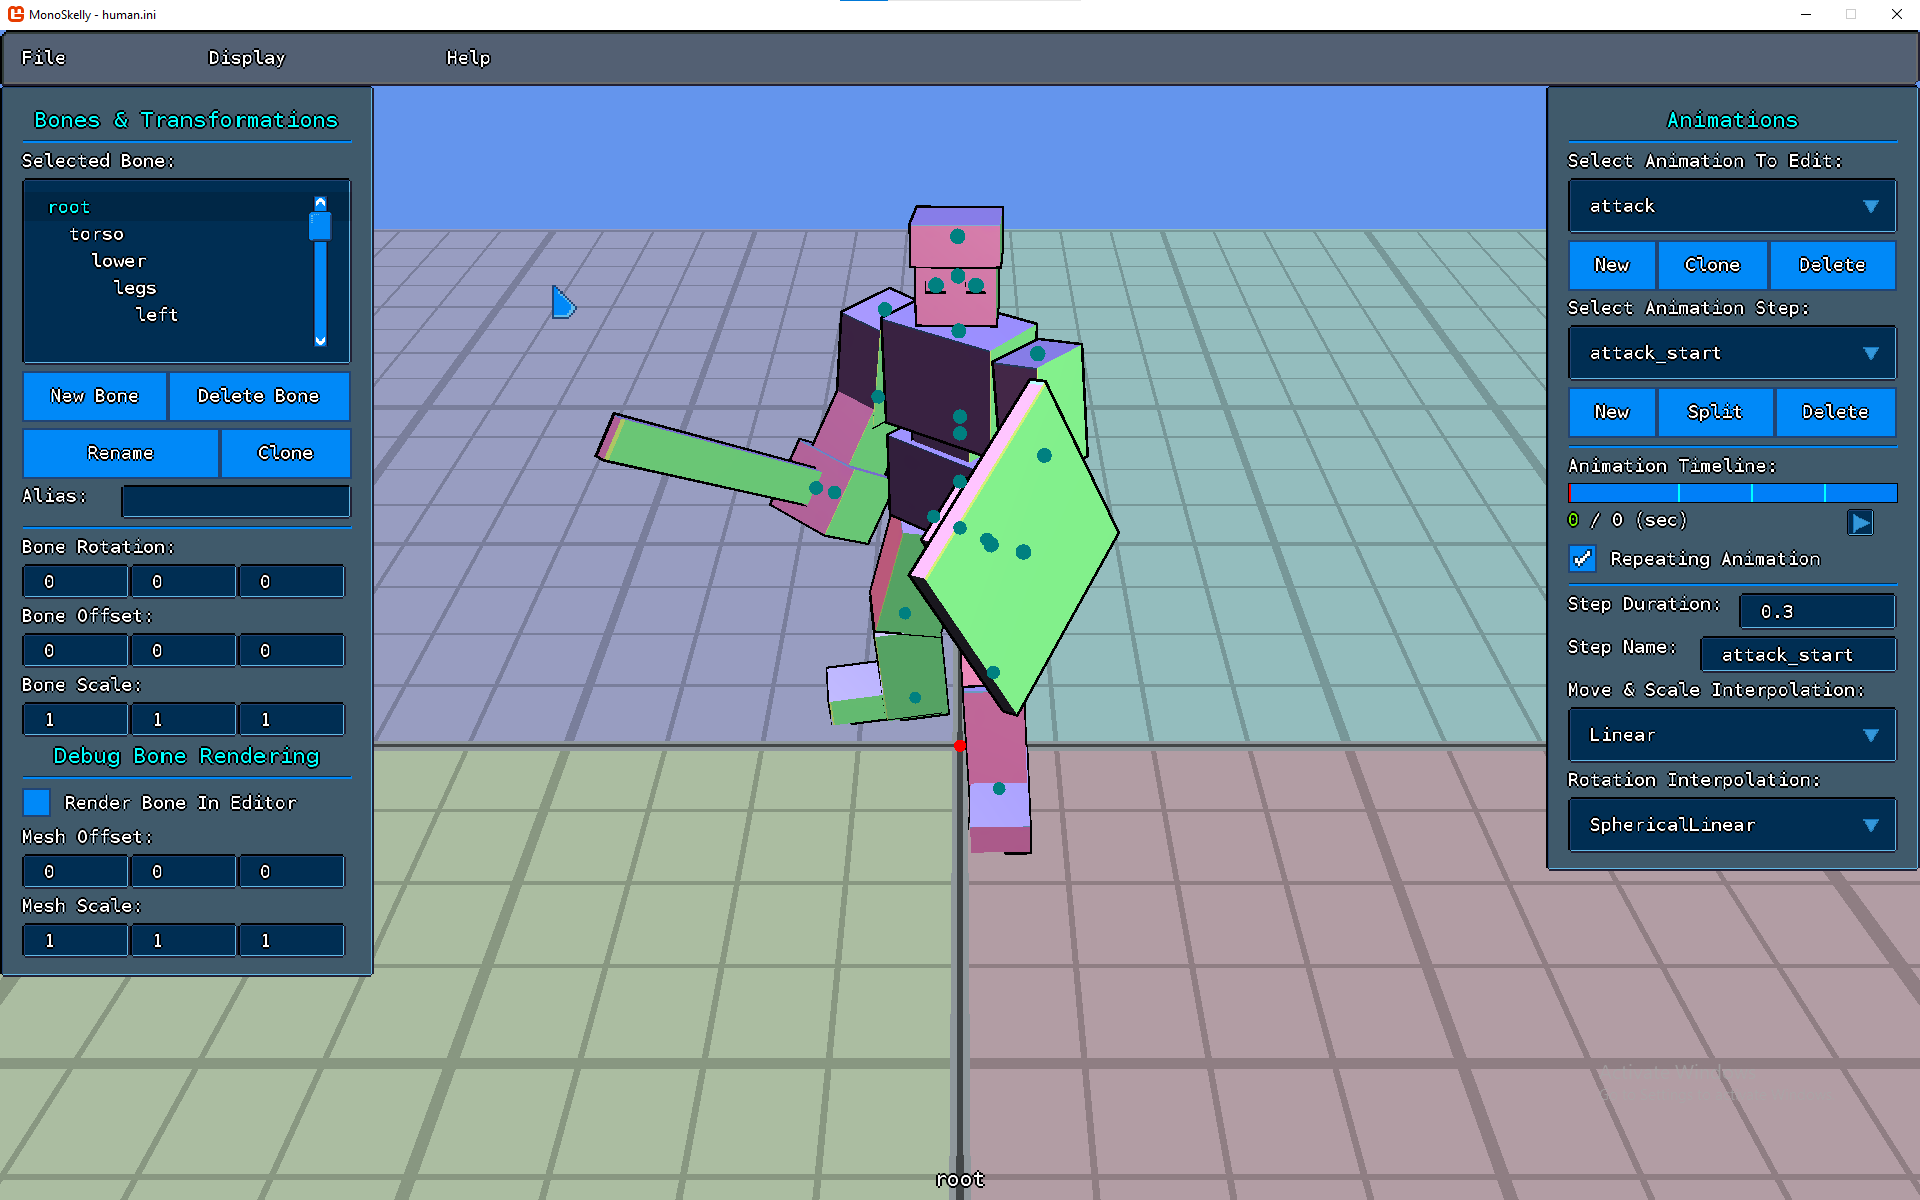 MonoSkelly - human.ini
File Display Help
Bones & Transformations
Selected Bone:
root
torso
lower
legs
left
New Bone Delete Bone
Rename Clone
Alias:
Bone Rotation:
0 0 0
Bone Offset:
0 0 0
Bone Scale:
1 1 1
Debug Bone Rendering
Render Bone In Editor
Mesh Offset:
0 0 0
Mesh Scale:
1 1 1
Animations
Select Animation To Edit:
attack
New Clone Delete
Select Animation Step:
attack_start
New Split Delete
Animation Timeline:
0 / 0 (sec)
Repeating Animation
Step Duration: 0.3
Step Name: attack_start
Move & Scale Interpolation:
Linear
Rotation Interpolation:
SphericalLinear
root